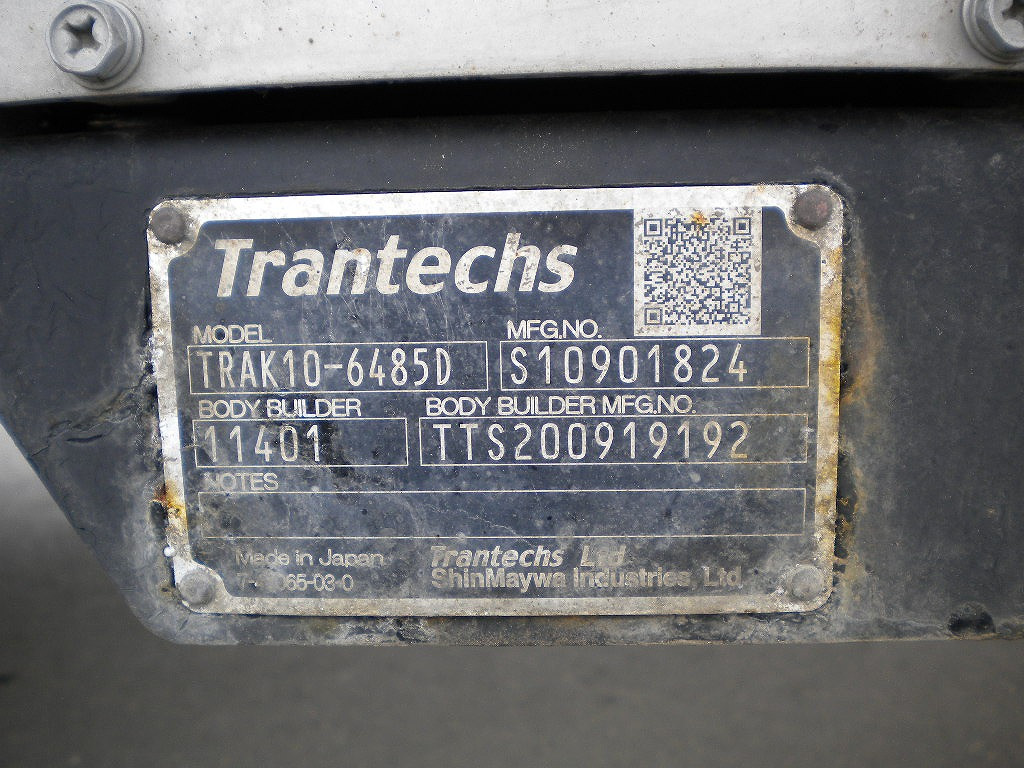 Trantechs
MODEL MFG.NO.
TRAK10-6485D S10901824
BODY BUILDER BODY BUILDER MFG.NO.
11401 TTS200919192
NOTES
Made in Japan Trantechs Ltd
ShinMaywa Industries, Ltd.